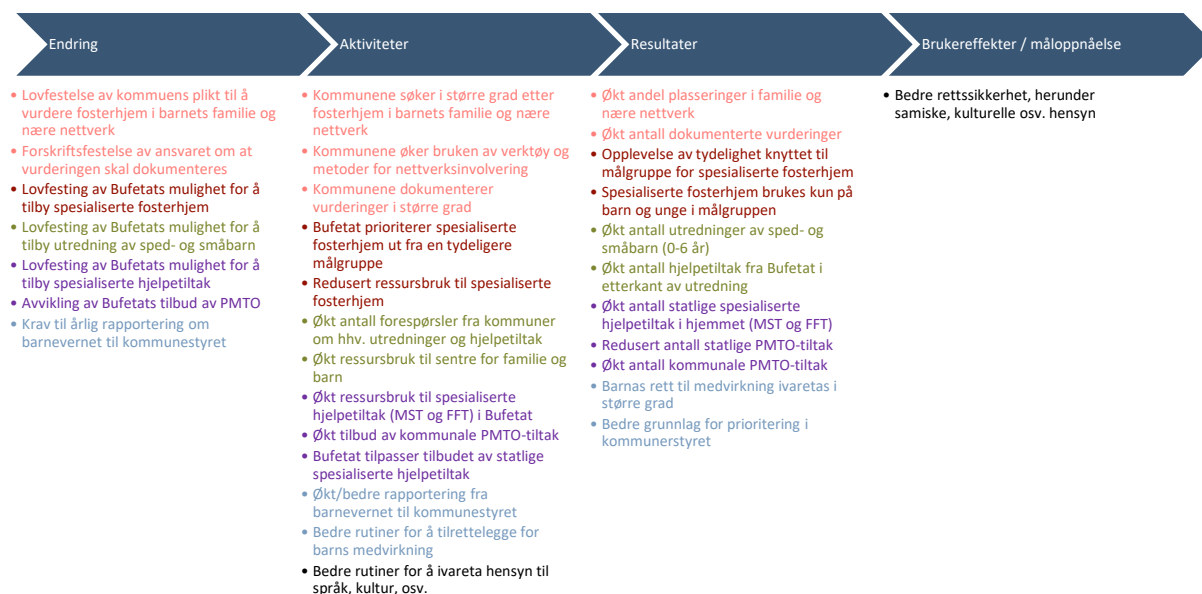 Endring
Aktiviteter
Resultater
Brukereffekter / måloppnåelse
• Lovfestelse av kommuens plikt til å
vurdere fosterhjem i barnets familie og
nære nettverk
• Forskriftsfestelse av ansvaret om at
vurderingen skal dokumenteres
• Lovfesting av Bufetats mulighet for å
tilby spesialiserte fosterhjem
• Lovfesting av Bufetats mulighet for å
tilby utredning av sped- og småbarn
• Lovfesting av Bufetats mulighet for å
tilby spesialiserte hjelpetiltak
• Avvikling av Bufetats tilbud av PMTO
• Krav til årlig rapportering om
barnevernet til kommunestyret
• Kommunene søker i større grad etter
fosterhjem i barnets familie og nære
nettverk
• Kommunene øker bruken av verktøy og
metoder for nettverksinvolvering
• Kommunene dokumenterer
vurderinger i større grad
• Bufetat prioriterer spesialiserte
fosterhjem ut fra en tydeligere
målgruppe
• Redusert ressursbruk til spesialiserte
fosterhjem
• Økt antall forespørsler fra kommuner
om hhv. utredninger og hjelpetiltak
• Økt ressursbruk til sentre for familie og
barn
• Økt ressursbruk til spesialiserte
hjelpetiltak (MST og FFT) i Bufetat
• Økt tilbud av kommunale PMTO-tiltak
• Bufetat tilpasser tilbudet av statlige
spesialiserte hjelpetiltak
• Økt/bedre rapportering fra
barnevernet til kommunestyret
• Bedre rutiner for å tilrettelegge for
barns medvirkning
• Bedre rutiner for å ivareta hensyn til
språk, kultur, osv.
• Økt andel plasseringer i familie og
nære nettverk
• Økt antall dokumenterte vurderinger
• Opplevelse av tydelighet knyttet til
målgruppe for spesialiserte fosterhjem
• Spesialiserte fosterhjem brukes kun på
barn og unge i målgruppen
• Økt antall utredninger av sped- og
småbarn (0-6 år)
• Økt antall hjelpetiltak fra Bufetat i
etterkant av utredning
• Økt antall statlige spesialiserte
hjelpetiltak i hjemmet (MST og FFT)
• Redusert antall statlige PMTO-tiltak
• Økt antall kommunale PMTO-tiltak
• Barnas rett til medvirkning ivaretas i
større grad
• Bedre grunnlag for prioritering i
kommunerstyret
• Bedre rettssikkerhet, herunder
samiske, kulturelle osv. hensyn